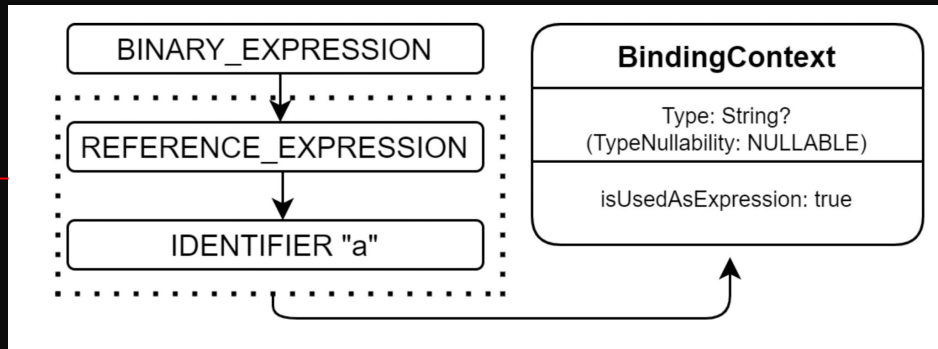 BINARY_EXPRESSION
REFERENCE_EXPRESSION
IDENTIFIER "a"
BindingContext
Type: String?
(TypeNullability: NULLABLE)
isUsedAsExpression: true